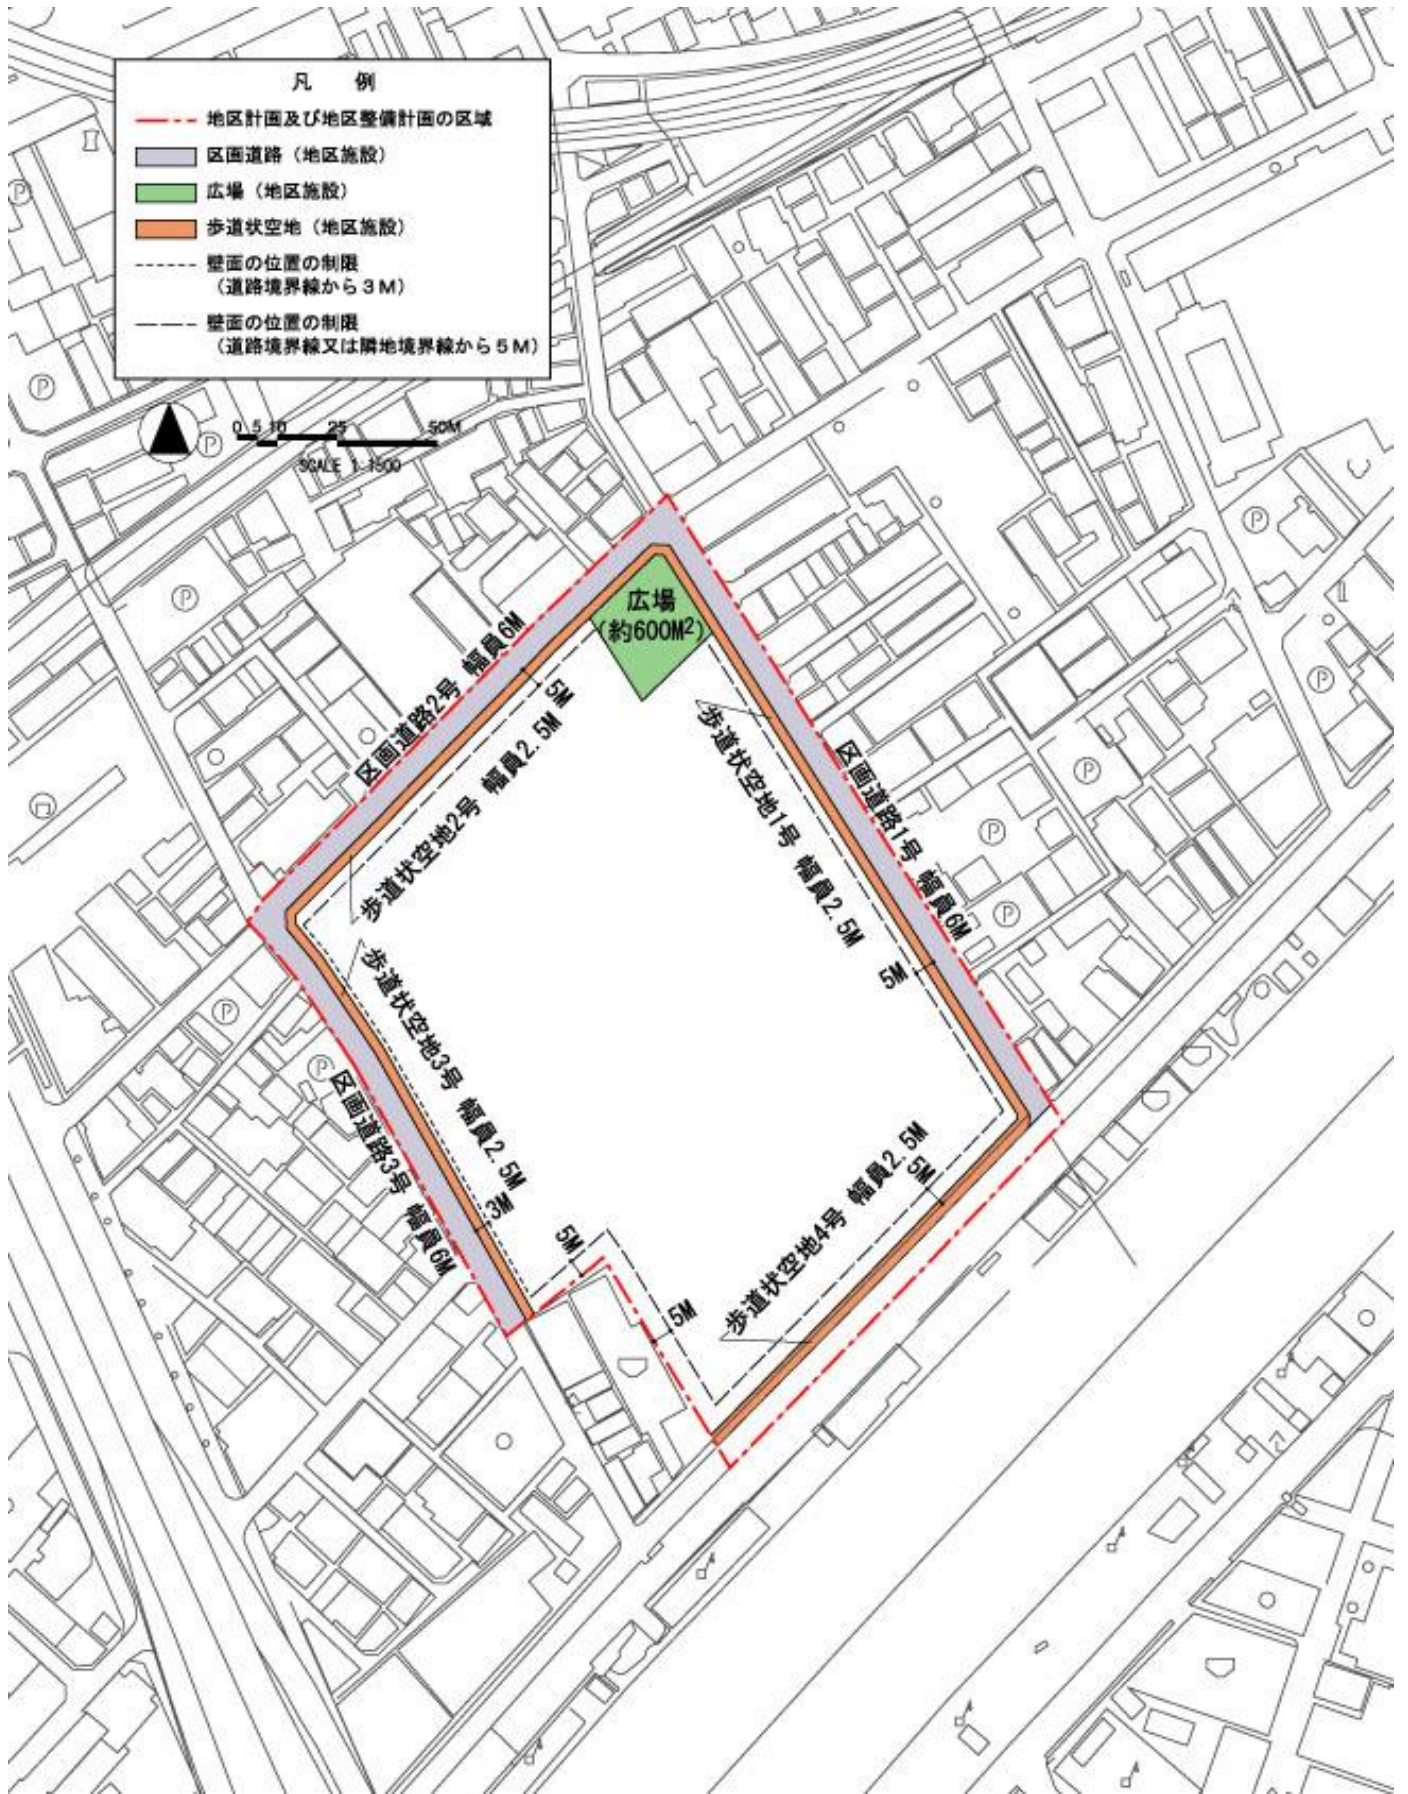 凡 例
地区計画及び地区整備計画の区域
区画道路（地区施設）
広場（地区施設）
歩道状空地（地区施設）
壁面の位置の制限
（道路境界線から３Ｍ）
壁面の位置の制限
（道路境界線又は隣地境界線から５Ｍ）
0 5 10 25 50M
SCALE 1:1500
広場
(約600M²)
区画道路2号 幅員6M
5M
歩道状空地2号 幅員2.5M
歩道状空地1号 幅員2.5M
区画道路1号 幅員6M
5M
歩道状空地3号 幅員2.5M
区画道路3号 幅員6M
3M
5M
5M
5M
歩道状空地4号 幅員2.5M
P
P
P
P
P
P
P
P
P
P
P
P